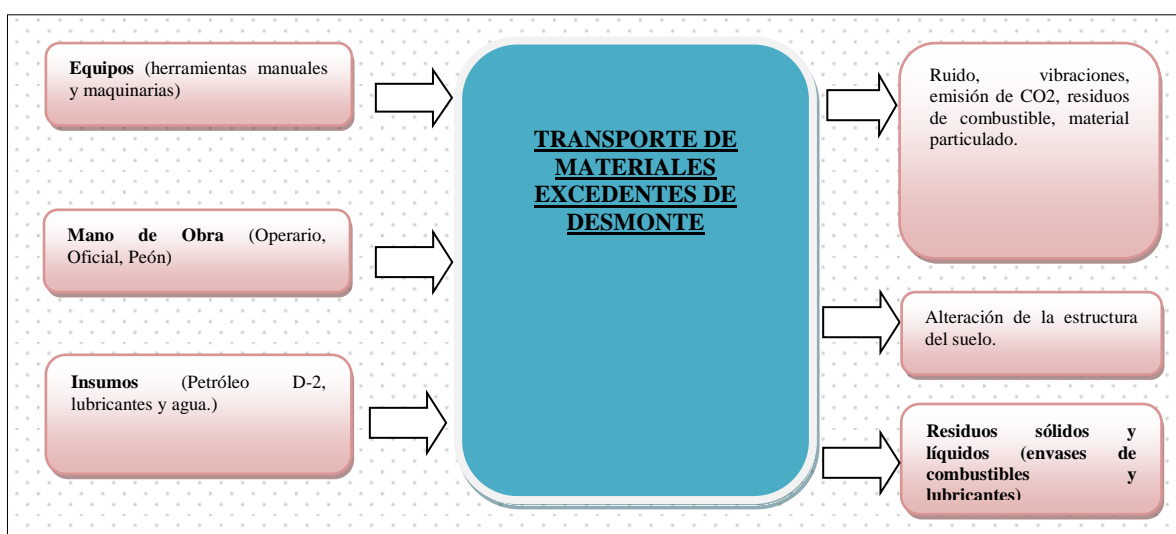 Equipos (herramientas manuales
y maquinarias)
Mano de Obra (Operario,
Oficial, Peón)
Insumos (Petróleo D-2,
lubricantes y agua.)
TRANSPORTE DE
MATERIALES
EXCEDENTES DE
DESMONTE
Ruido, vibraciones,
emisión de CO2, residuos
de combustible, material
particulado.
Alteración de la estructura
del suelo.
Residuos sólidos y
líquidos (envases de
combustibles y
lubricantes)